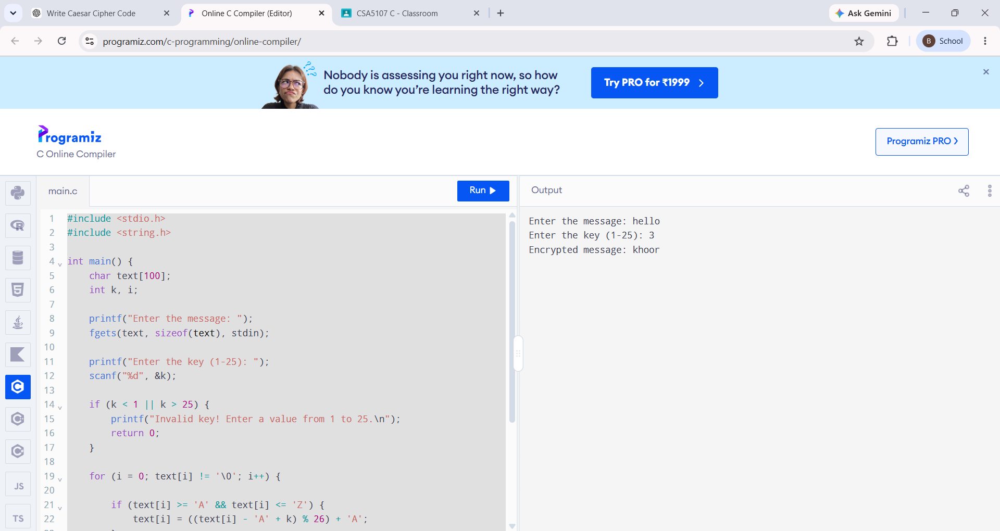 Write Caesar Cipher Code
Online C Compiler (Editor)
CSA5107 C - Classroom
Ask Gemini
programiz.com/c-programming/online-compiler/
B School
Nobody is assessing you right now, so how
do you know you're learning the right way?
Try PRO for ₹1999
Programiz
C Online Compiler
Programiz PRO
main.c
Run
Output
1 #include <stdio.h>
2 #include <string.h>
3
4 int main() {
5 char text[100];
6 int k, i;
7
8 printf("Enter the message: ");
9 fgets(text, sizeof(text), stdin);
10
11 printf("Enter the key (1-25): ");
12 scanf("%d", &k);
13
14 if (k < 1 || k > 25) {
15 printf("Invalid key! Enter a value from 1 to 25.\n");
16 return 0;
17 }
18
19 for (i = 0; text[i] != '\0'; i++) {
20
21 if (text[i] >= 'A' && text[i] <= 'Z') {
22 text[i] = ((text[i] - 'A' + k) % 26) + 'A';
Enter the message: hello
Enter the key (1-25): 3
Encrypted message: khoor
JS
TS